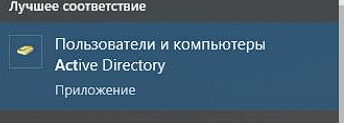 Лучшее соответствие
Пользователи и компьютеры
Active Directory
Приложение